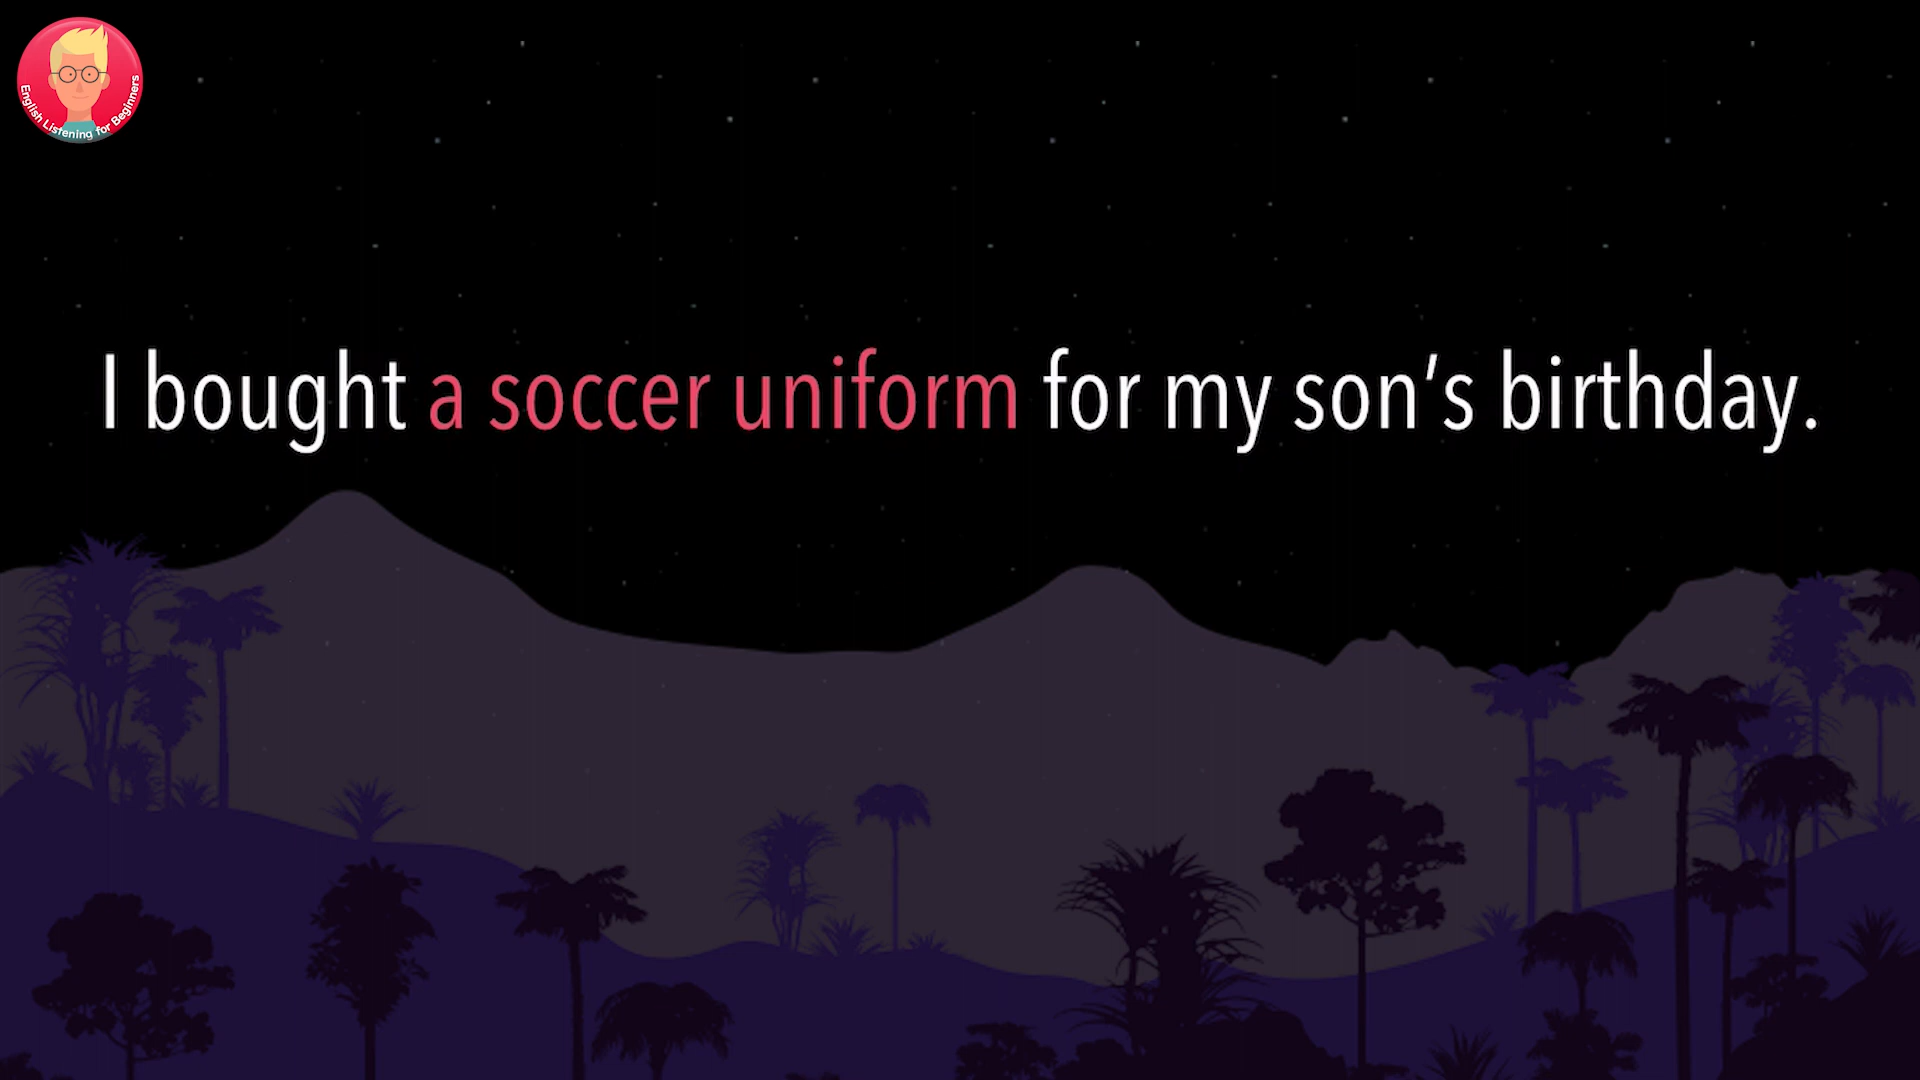 English Listening for Beginners
I bought a soccer uniform for my son’s birthday.